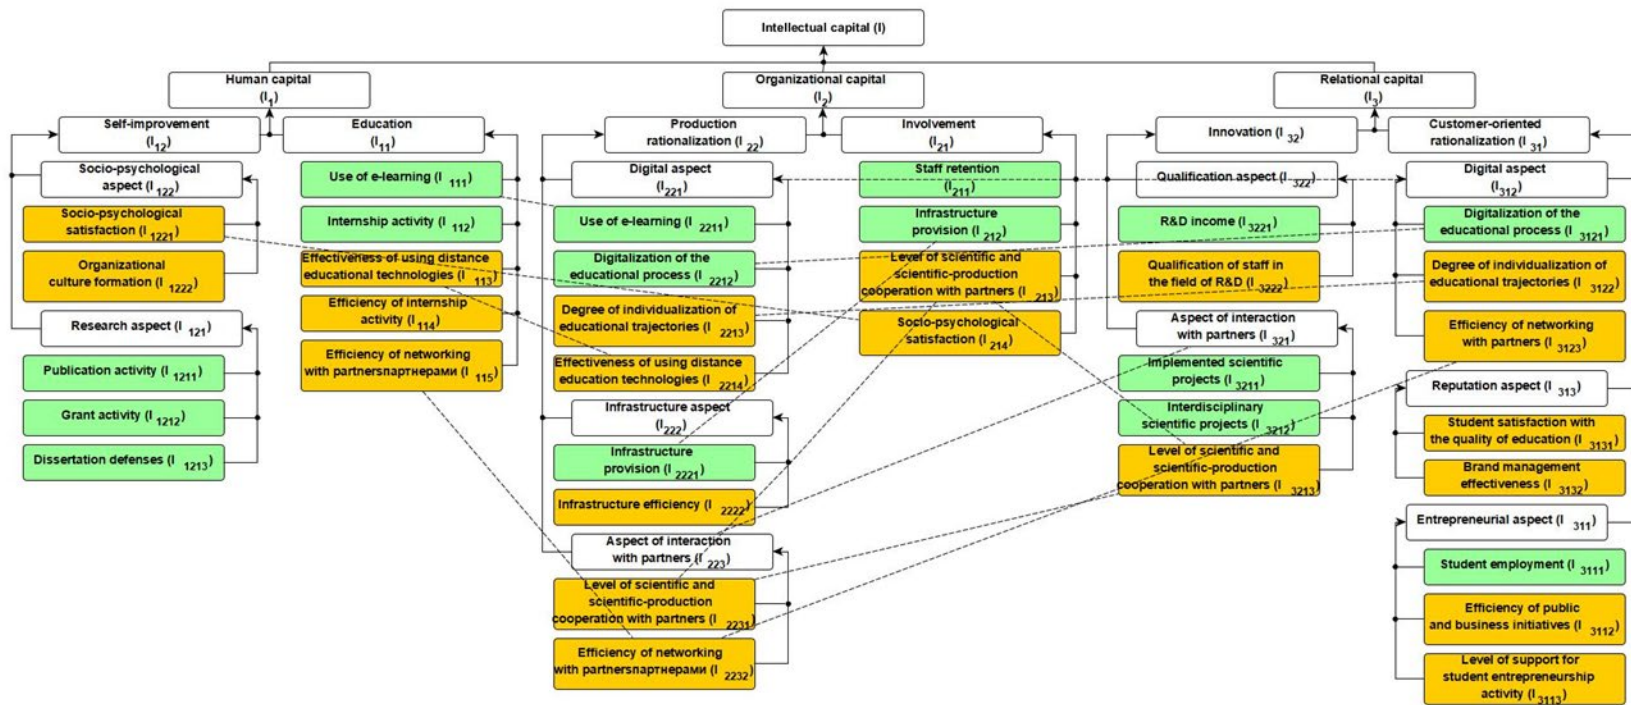 Intellectual capital (I)
Human capital
(I 1)
Organizational capital
(I 2)
Relational capital
(I 3)
Self-improvement
(I 12)
Education
(I 11)
Production
rationalization (I 22)
Involvement
(I 21)
Innovation (I 32)
Customer-oriented
rationalization (I 31)
Socio-psychological
aspect (I 122)
Socio-psychological
satisfaction (I 1221)
Organizational
culture formation (I 1222)
Research aspect (I 121)
Publication activity (I 1211)
Grant activity (I 1212)
Dissertation defenses (I 1213)
Use of e-learning (I 111)
Internship activity (I 112)
Effectiveness of using distance
educational technologies (I 113)
Efficiency of internship
activity (I 114)
Efficiency of networking
with partnersпартнерами (I 115)
Digital aspect
(I 221)
Use of e-learning (I 2211)
Digitalization of the
educational process (I 2212)
Degree of individualization of
educational trajectories (I 2213)
Effectiveness of using distance
education technologies (I 2214)
Infrastructure aspect
(I 222)
Infrastructure
provision (I 2221)
Infrastructure efficiency (I 2222)
Aspect of interaction
with partners (I 223)
Level of scientific and
scientific-production
cooperation with partners (I 2231)
Efficiency of networking
with partnersпартнерами (I 2232)
Staff retention
(I 211)
Infrastructure
provision (I 212)
Level of scientific and
scientific-production
cooperation with partners (I 213)
Socio-psychological
satisfaction (I 214)
Qualification aspect (I 322)
R&D income (I 3221)
Qualification of staff in
the field of R&D (I 3222)
Aspect of interaction
with partners (I 321)
Implemented scientific
projects (I 3211)
Interdisciplinary
scientific projects (I 3212)
Level of scientific and
scientific-production
cooperation with partners (I 3213)
Digital aspect
(I 312)
Digitalization of the
educational process (I 3121)
Degree of individualization of
educational trajectories (I 3122)
Efficiency of networking
with partners (I 3123)
Reputation aspect
(I 313)
Student satisfaction with
the quality of education (I 3131)
Brand management
effectiveness (I 3132)
Entrepreneurial aspect (I 311)
Student employment (I 3111)
Efficiency of public
and business initiatives (I 3112)
Level of support for
student entrepreneurship
activity (I 3113)